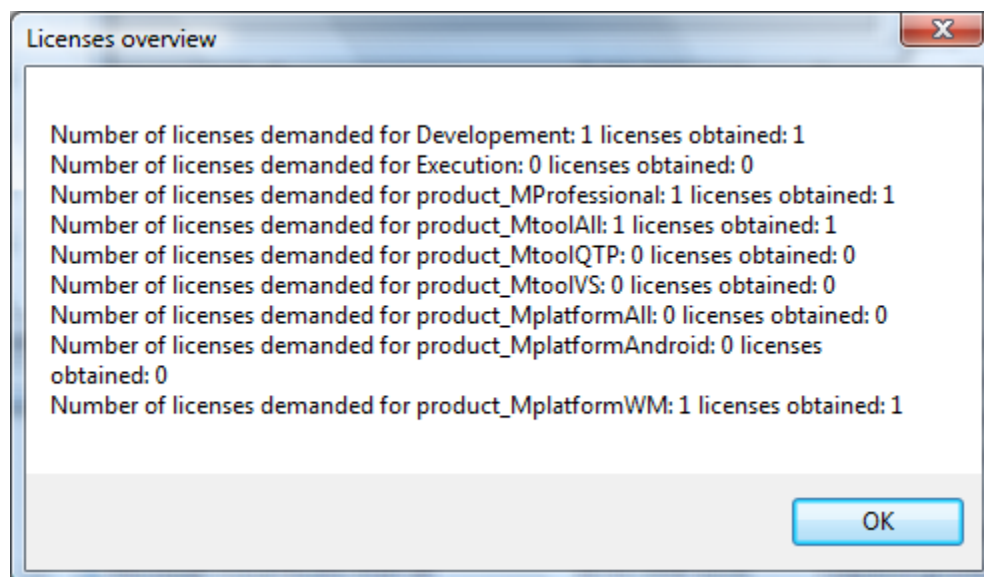 Licenses overview
Number of licenses demanded for Developement: 1 licenses obtained: 1
Number of licenses demanded for Execution: 0 licenses obtained: 0
Number of licenses demanded for product_MProfessional: 1 licenses obtained: 1
Number of licenses demanded for product_MtoolAll: 1 licenses obtained: 1
Number of licenses demanded for product_MtoolQTP: 0 licenses obtained: 0
Number of licenses demanded for product_MtoolVS: 0 licenses obtained: 0
Number of licenses demanded for product_MplatformAll: 0 licenses obtained: 0
Number of licenses demanded for product_MplatformAndroid: 0 licenses
obtained: 0
Number of licenses demanded for product_MplatformWM: 1 licenses obtained: 1
OK